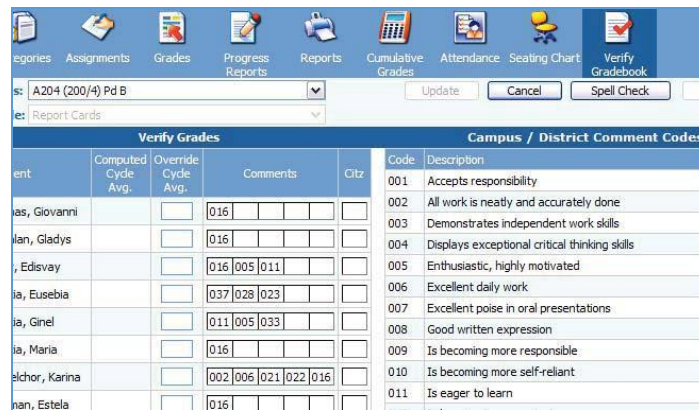 egories Assignments Grades Progress Reports Reports Cumulative Grades Attendance Seating Chart Verify Gradebook
s: A204 (200/4) Pd B Update Cancel Spell Check
le: Report Cards
Verify Grades Campus / District Comment Codes
ent Computed Cycle Avg. Override Cycle Avg. Comments Citz Code Description
001 Accepts responsibility
as, Giovanni 016
002 All work is neatly and accurately done
003 Demonstrates independent work skills
lan, Gladys 016
004 Displays exceptional critical thinking skills
, Edisvay 016 005 011
005 Enthusiastic, highly motivated
006 Excellent daily work
ia, Eusebia 037 028 023
007 Excellent poise in oral presentations
ia, Ginel 011 005 033
008 Good written expression
ia, Maria 016
009 Is becoming more responsible
010 Is becoming more self-reliant
elchor, Karina 002 006 021 022 016
011 Is eager to learn
man, Estela 016